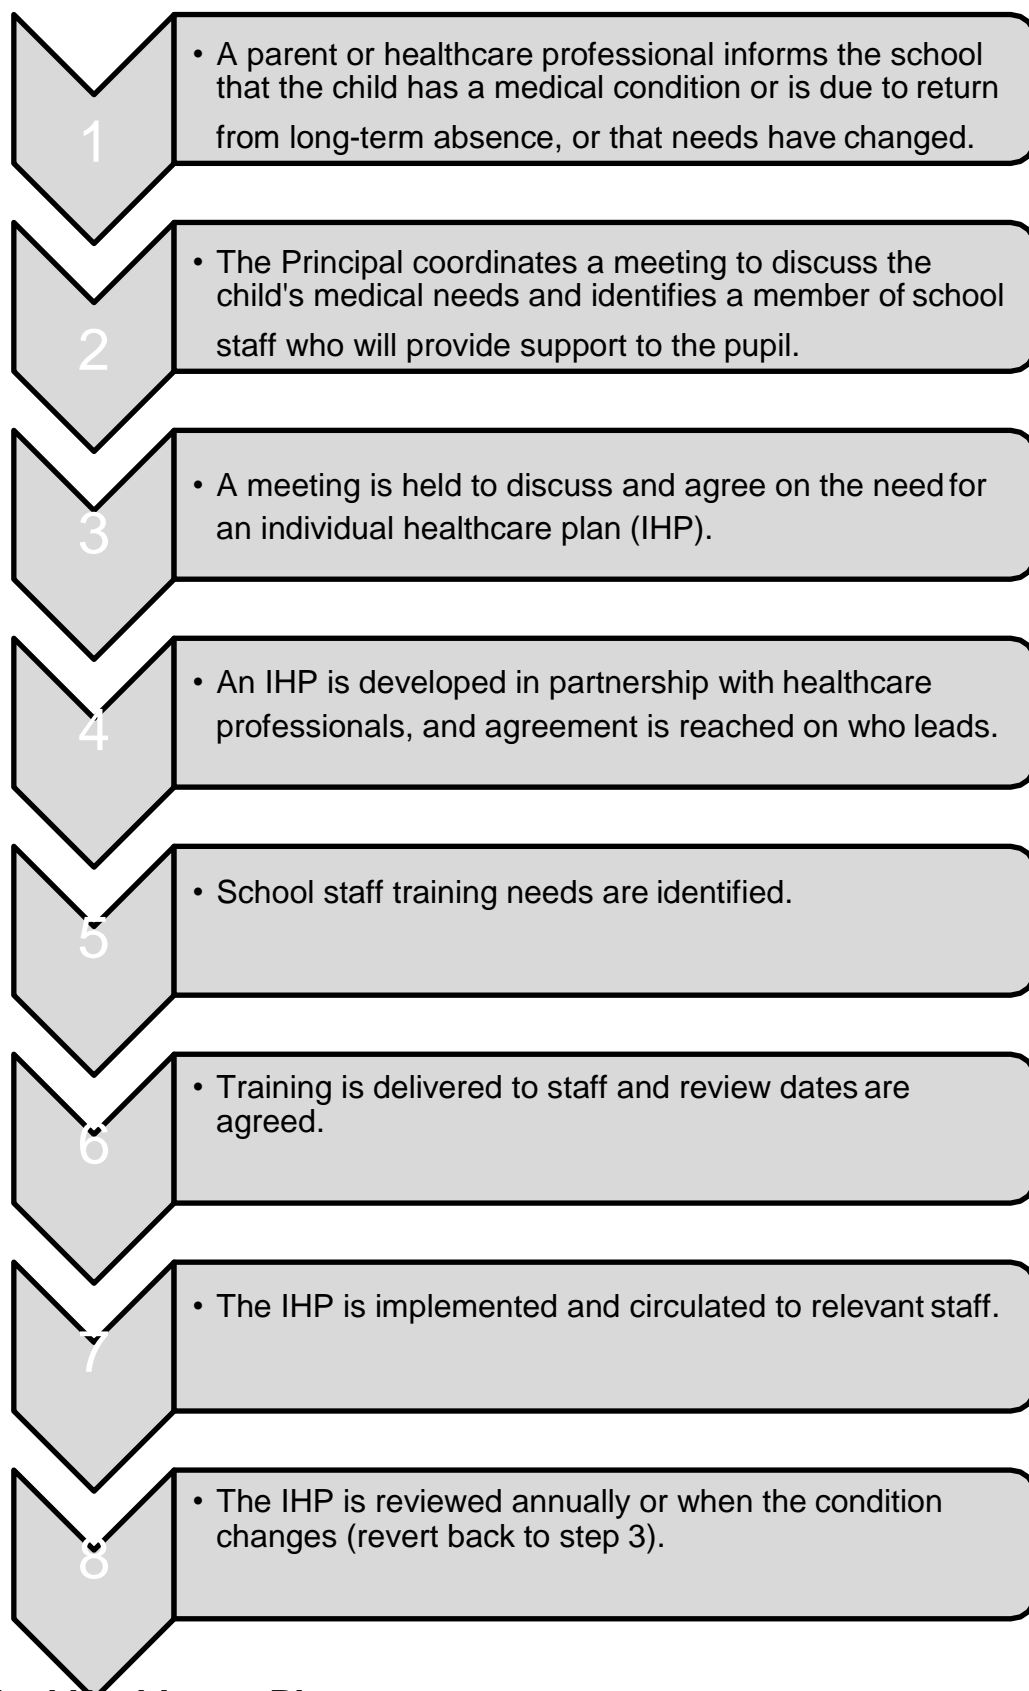 1
• A parent or healthcare professional informs the school
that the child has a medical condition or is due to return
from long-term absence, or that needs have changed.
2
• The Principal coordinates a meeting to discuss the
child's medical needs and identifies a member of school
staff who will provide support to the pupil.
3
• A meeting is held to discuss and agree on the need for
an individual healthcare plan (IHP).
4
• An IHP is developed in partnership with healthcare
professionals, and agreement is reached on who leads.
5
• School staff training needs are identified.
6
• Training is delivered to staff and review dates are
agreed.
7
• The IHP is implemented and circulated to relevant staff.
8
• The IHP is reviewed annually or when the condition
changes (revert back to step 3).